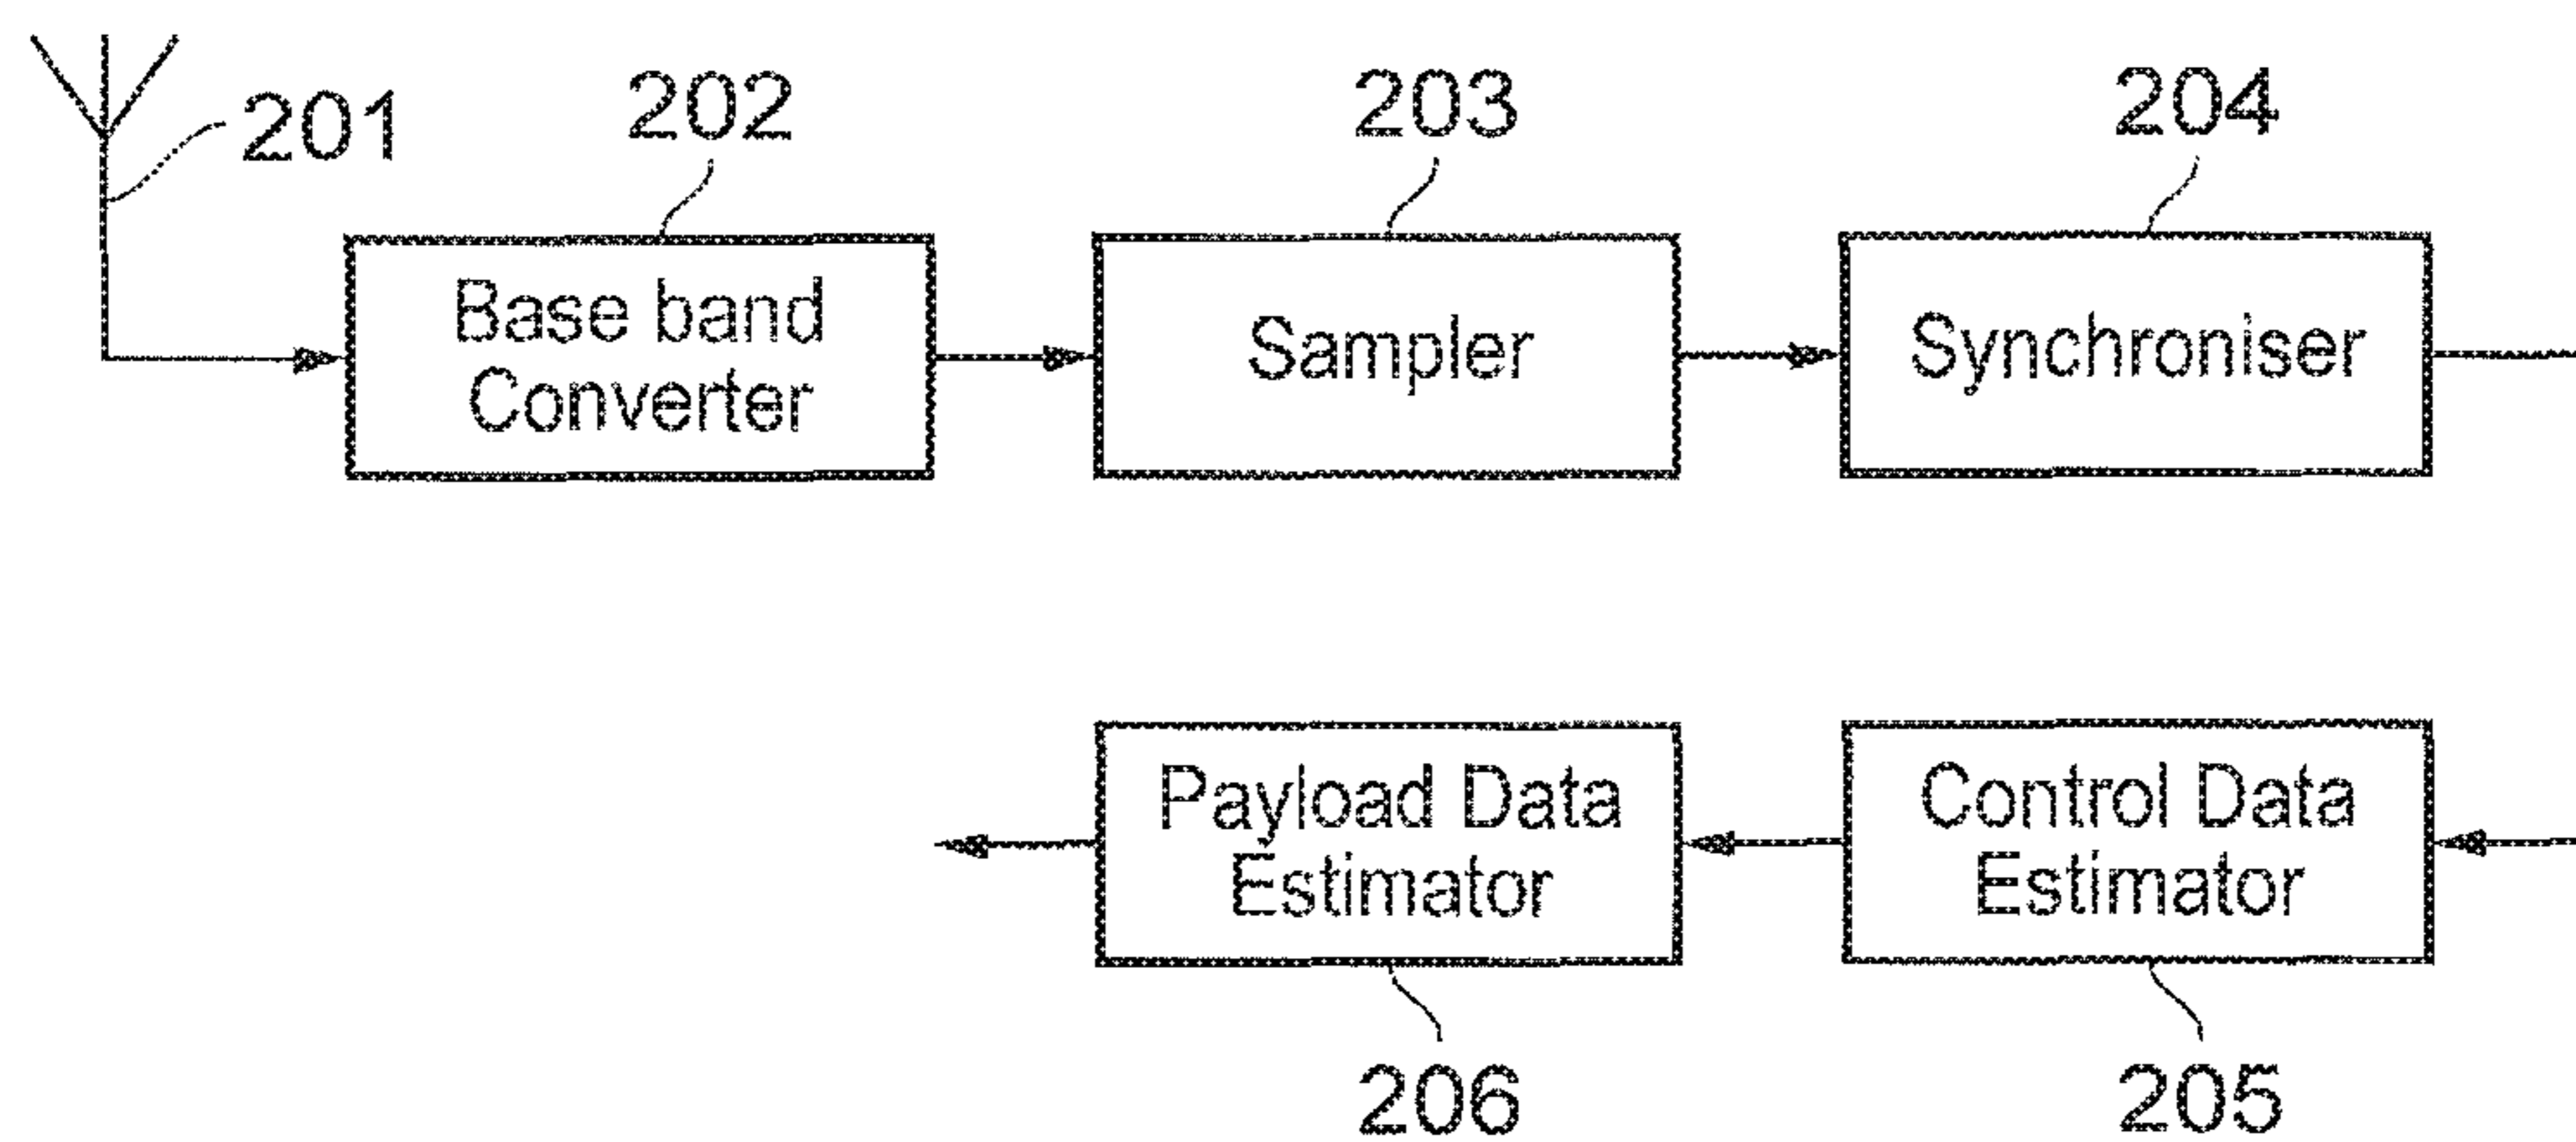 201
202
203
204
Base band
Converter
Sampler
Synchroniser
Payload Data
Estimator
Control Data
Estimator
206
205